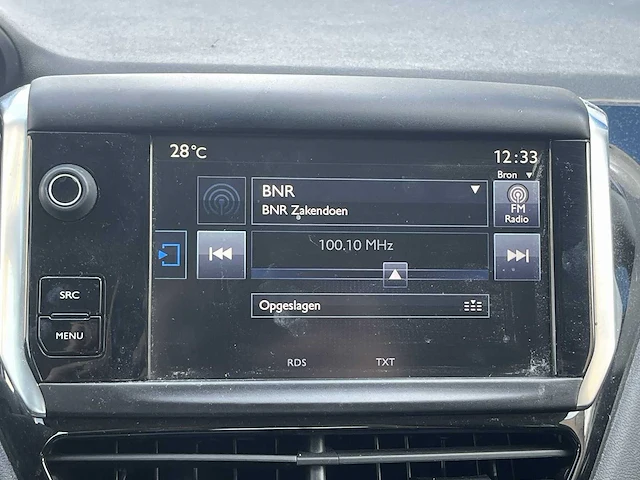 28°C
12:33
Bron
BNR
BNR Zakendoen
FM
Radio
100.10 MHz
SRC
Opgeslagen
MENU
RDS TXT